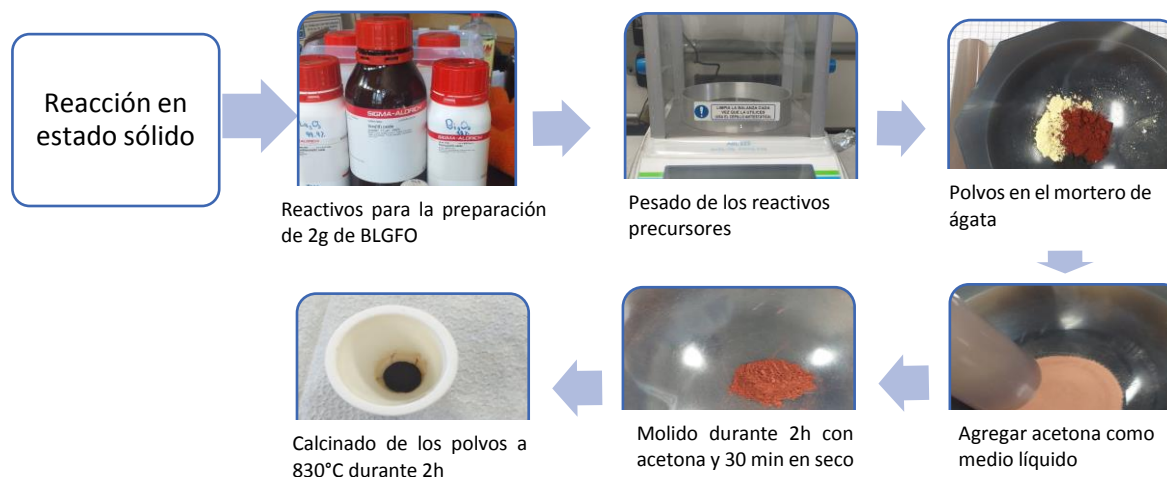 Reacción en
estado sólido
SIGMA-ALDRICH
SIGMA-ALDRICH
Reactivos para la preparación
de 2g de BLGFO
LIMPIA LA BALANZA CADA
VEZ QUE LA UTILICES
Pesado de los reactivos
precursores
Polvos en el mortero de
ágata
Calcinado de los polvos a
830°C durante 2h
Molido durante 2h con
acetona y 30 min en seco
Agregar acetona como
medio líquido